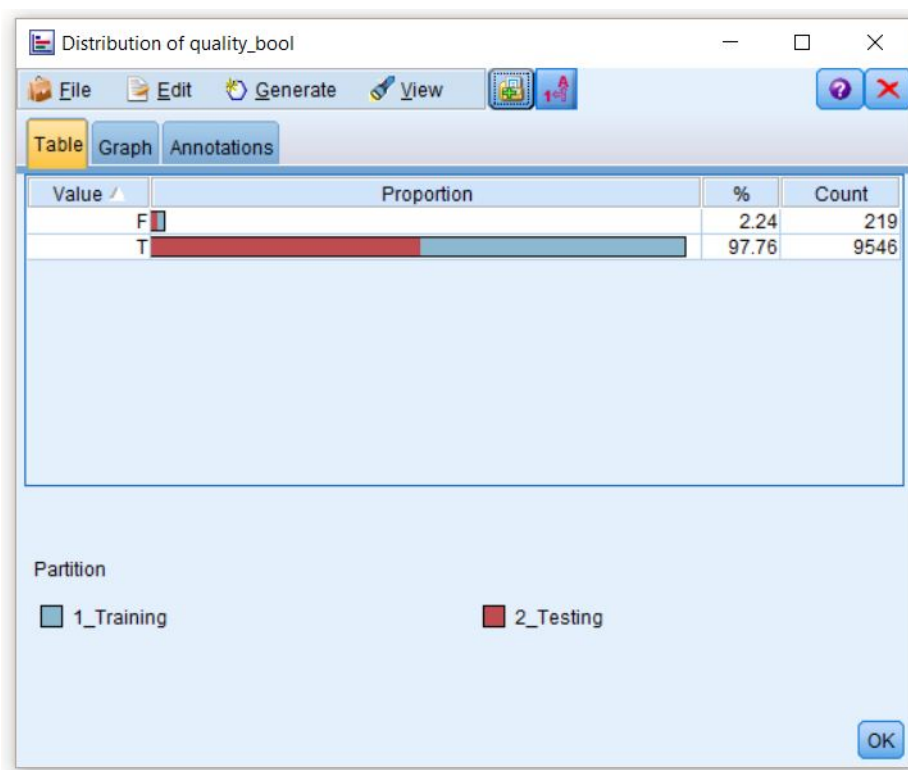 Distribution of quality_bool
File Edit Generate View
Table Graph Annotations
Value Proportion % Count
F 2.24 219
T 97.76 9546
Partition
1_Training 2_Testing
OK